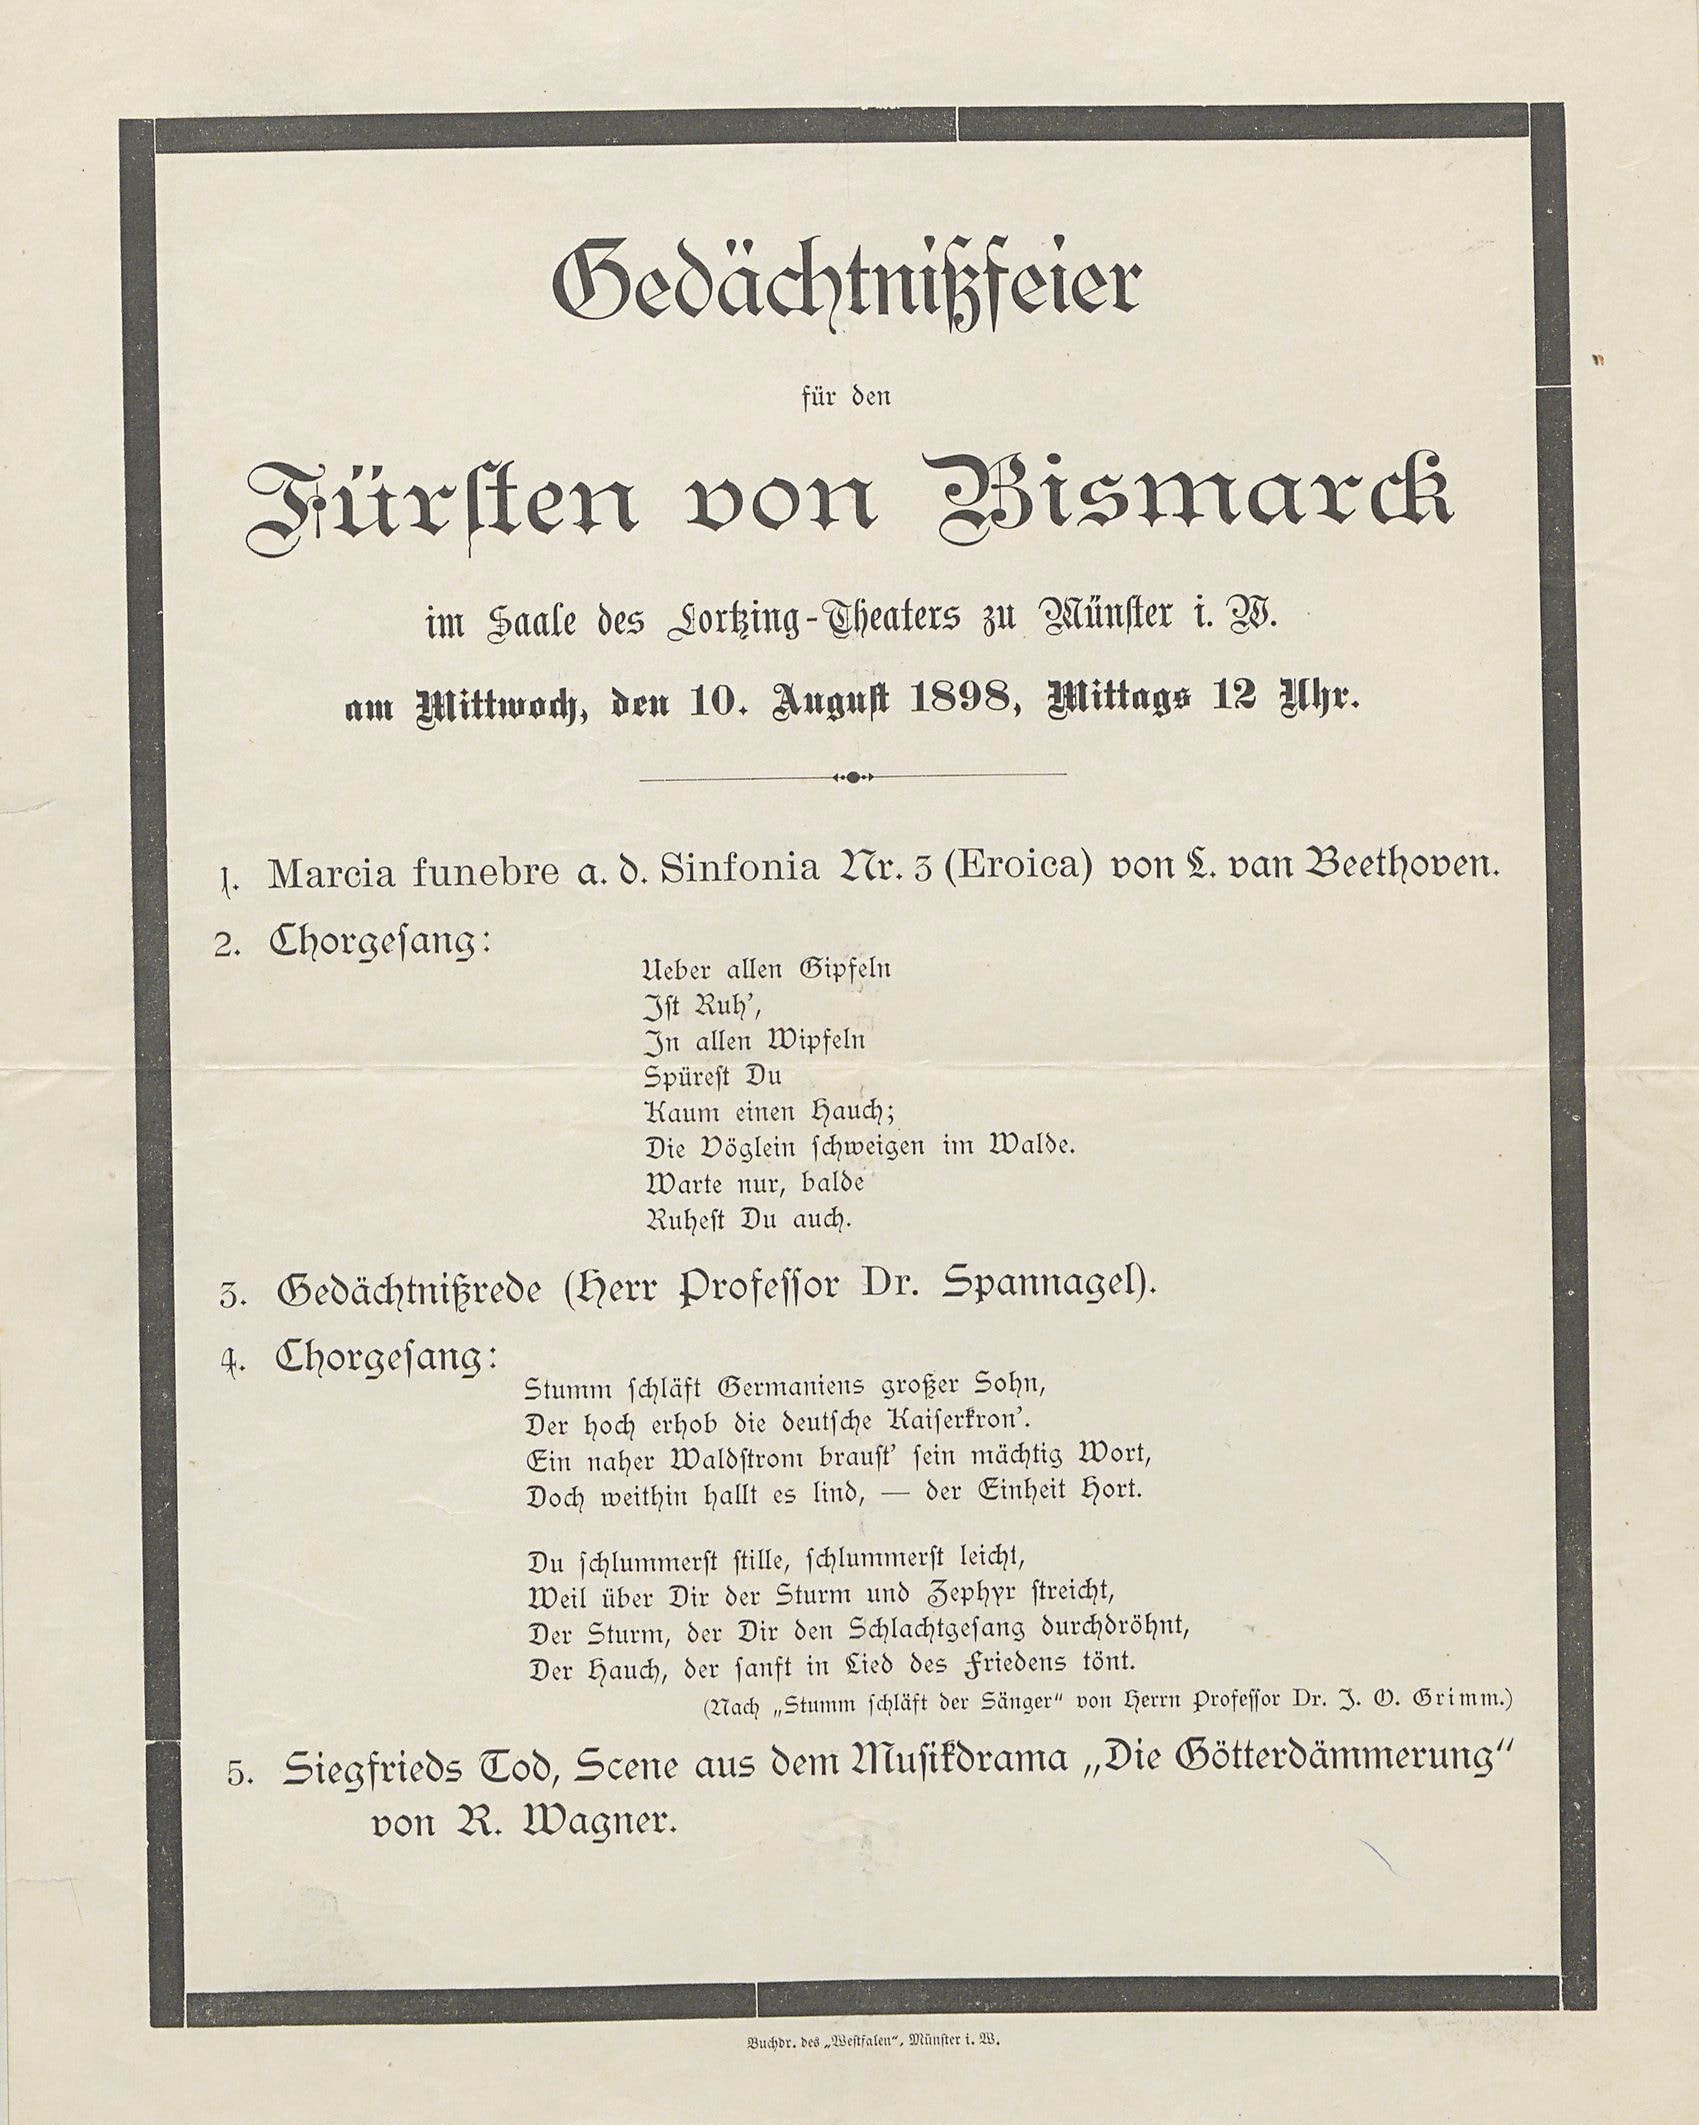 Gedächtnißfeier
für den
Fürsten von Bismarck
im Saale des Lortzing-Theaters zu Münster i. W.
am Mittwoch, den 10. August 1898, Mittags 12 Uhr.
1. Marcia funebre a. d. Sinfonia Nr. 3 (Eroica) von L. van Beethoven.
2. Chorgesang:
Ueber allen Gipfeln
Ist Ruh’,
In allen Wipfeln
Spürest Du
Kaum einen Hauch;
Die Vöglein schweigen im Walde.
Warte nur, balde
Ruhest Du auch.
3. Gedächtnißrede (Herr Professor Dr. Spannagel).
4. Chorgesang:
Stumm schläft Germaniens großer Sohn,
Der hoch erhob die deutsche Kaiserkron’.
Ein naher Waldstrom braust’ sein mächtig Wort,
Doch weithin hallt es lind, — der Einheit Hort.
Du schlummerst stille, schlummerst leicht,
Weil über Dir der Sturm und Zephyr streicht,
Der Sturm, der Dir den Schlachtgesang durchdröhnt,
Der Hauch, der sanft in Lied des Friedens tönt.
(Nach „Stumm schläft der Sänger“ von Herrn Professor Dr. J. O. Grimm.)
5. Siegfrieds Tod, Scene aus dem Musikdrama „Die Götterdämmerung“
von R. Wagner.
Buchdr. des „Westfalen“, Münster i. W.